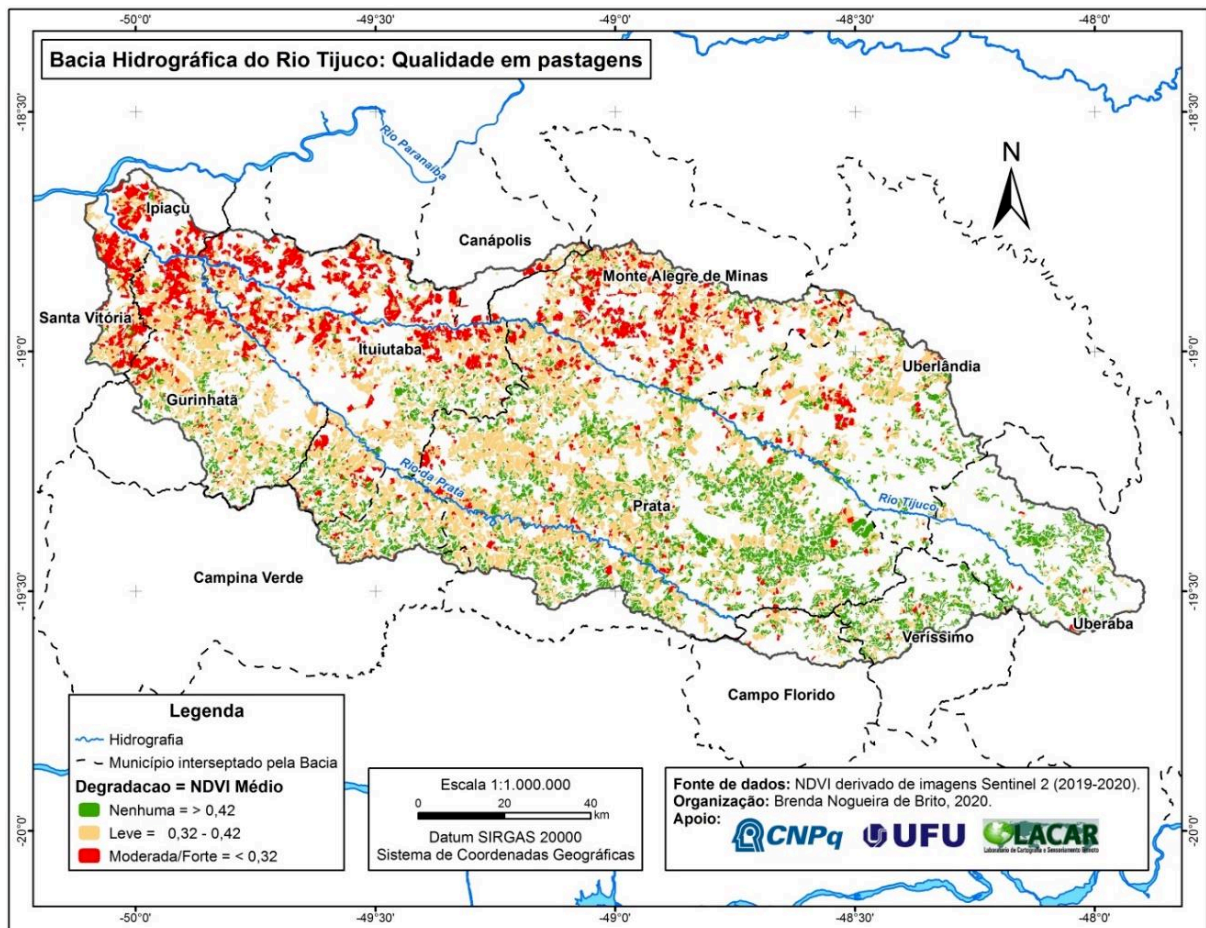 -50°0'
-49°30'
-49°0'
-48°30'
-48°0'
Bacia Hidrográfica do Rio Tijuco: Qualidade em pastagens
-18°30'
-18°30'
Rio Paranaíba
N
Ipiaçú
Canápolis
Monte Alegre de Minas
Santa Vitória
-19°0'
-19°0'
Ituiutaba
Uberlândia
Gurinhatã
Rio da Prata
Prata
Rio Tijuco
Campina Verde
-19°30'
-19°30'
Veríssimo
Uberaba
Campo Florido
Legenda
Hidrografia
Município interseptado pela Bacia
Degradacao = NDVI Médio
Nenhuma = > 0,42
Leve = 0,32 - 0,42
Moderada/Forte = < 0,32
Escala 1:1.000.000
0 20 40
km
Datum SIRGAS 20000
Sistema de Coordenadas Geográficas
Fonte de dados: NDVI derivado de imagens Sentinel 2 (2019-2020).
Organização: Brenda Nogueira de Brito, 2020.
Apoio:
CNPq
UFU
LACAR
Laboratório de Cartografia e Sensoriamento Remoto
-20°0'
-20°0'
-50°0'
-49°30'
-49°0'
-48°30'
-48°0'